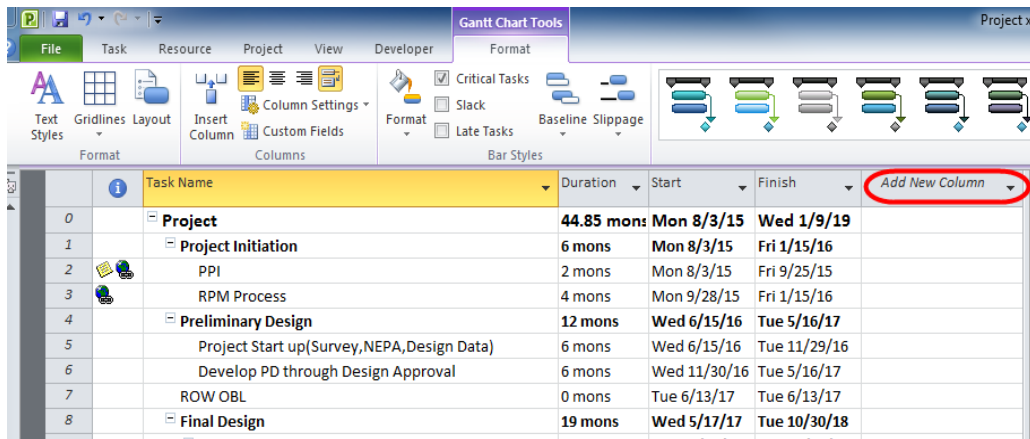 Gantt Chart Tools
Project
File Task Resource Project View Developer Format
Text Styles
Gridlines
Layout
Format
Insert Column
Column Settings
Custom Fields
Columns
Format
Critical Tasks
Slack
Late Tasks
Baseline
Slippage
Bar Styles
Task Name Duration Start Finish Add New Column
0 Project 44.85 mons Mon 8/3/15 Wed 1/9/19
1 Project Initiation 6 mons Mon 8/3/15 Fri 1/15/16
2 PPI 2 mons Mon 8/3/15 Fri 9/25/15
3 RPM Process 4 mons Mon 9/28/15 Fri 1/15/16
4 Preliminary Design 12 mons Wed 6/15/16 Tue 5/16/17
5 Project Start up(Survey,NEPA,Design Data) 6 mons Wed 6/15/16 Tue 11/29/16
6 Develop PD through Design Approval 6 mons Wed 11/30/16 Tue 5/16/17
7 ROW OBL 0 mons Tue 6/13/17 Tue 6/13/17
8 Final Design 19 mons Wed 5/17/17 Tue 10/30/18